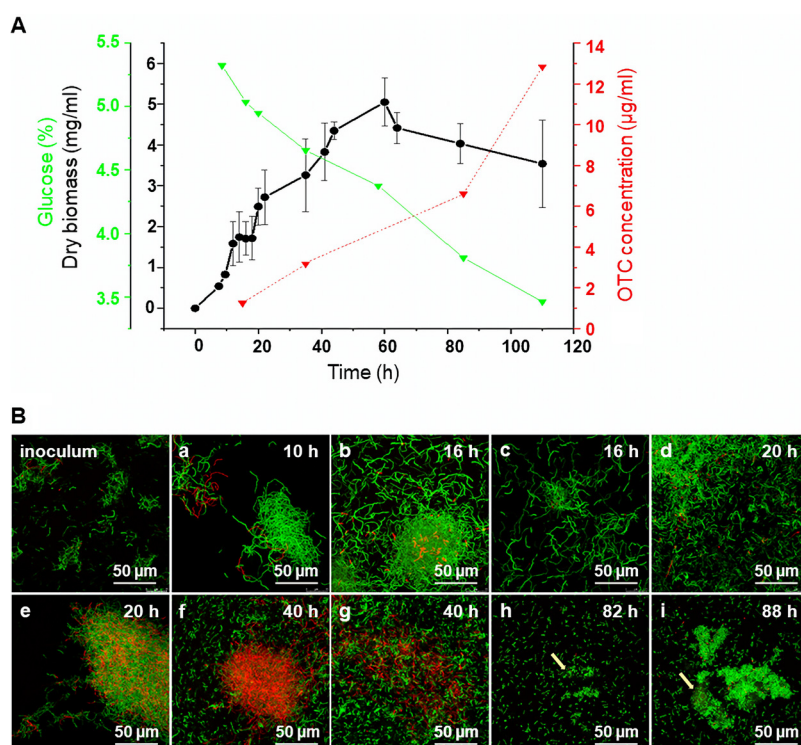 A
Glucose (%)
5.5
5.0
4.5
4.0
3.5
Dry biomass (mg/ml)
6
5
4
3
2
1
0
OTC concentration (µg/ml)
14
12
10
8
6
4
2
0
0 20 40 60 80 100 120
Time (h)
B
inoculum a 10 h b 16 h c 16 h d 20 h
50 µm 50 µm 50 µm 50 µm 50 µm
e 20 h f 40 h g 40 h h 82 h i 88 h
50 µm 50 µm 50 µm 50 µm 50 µm